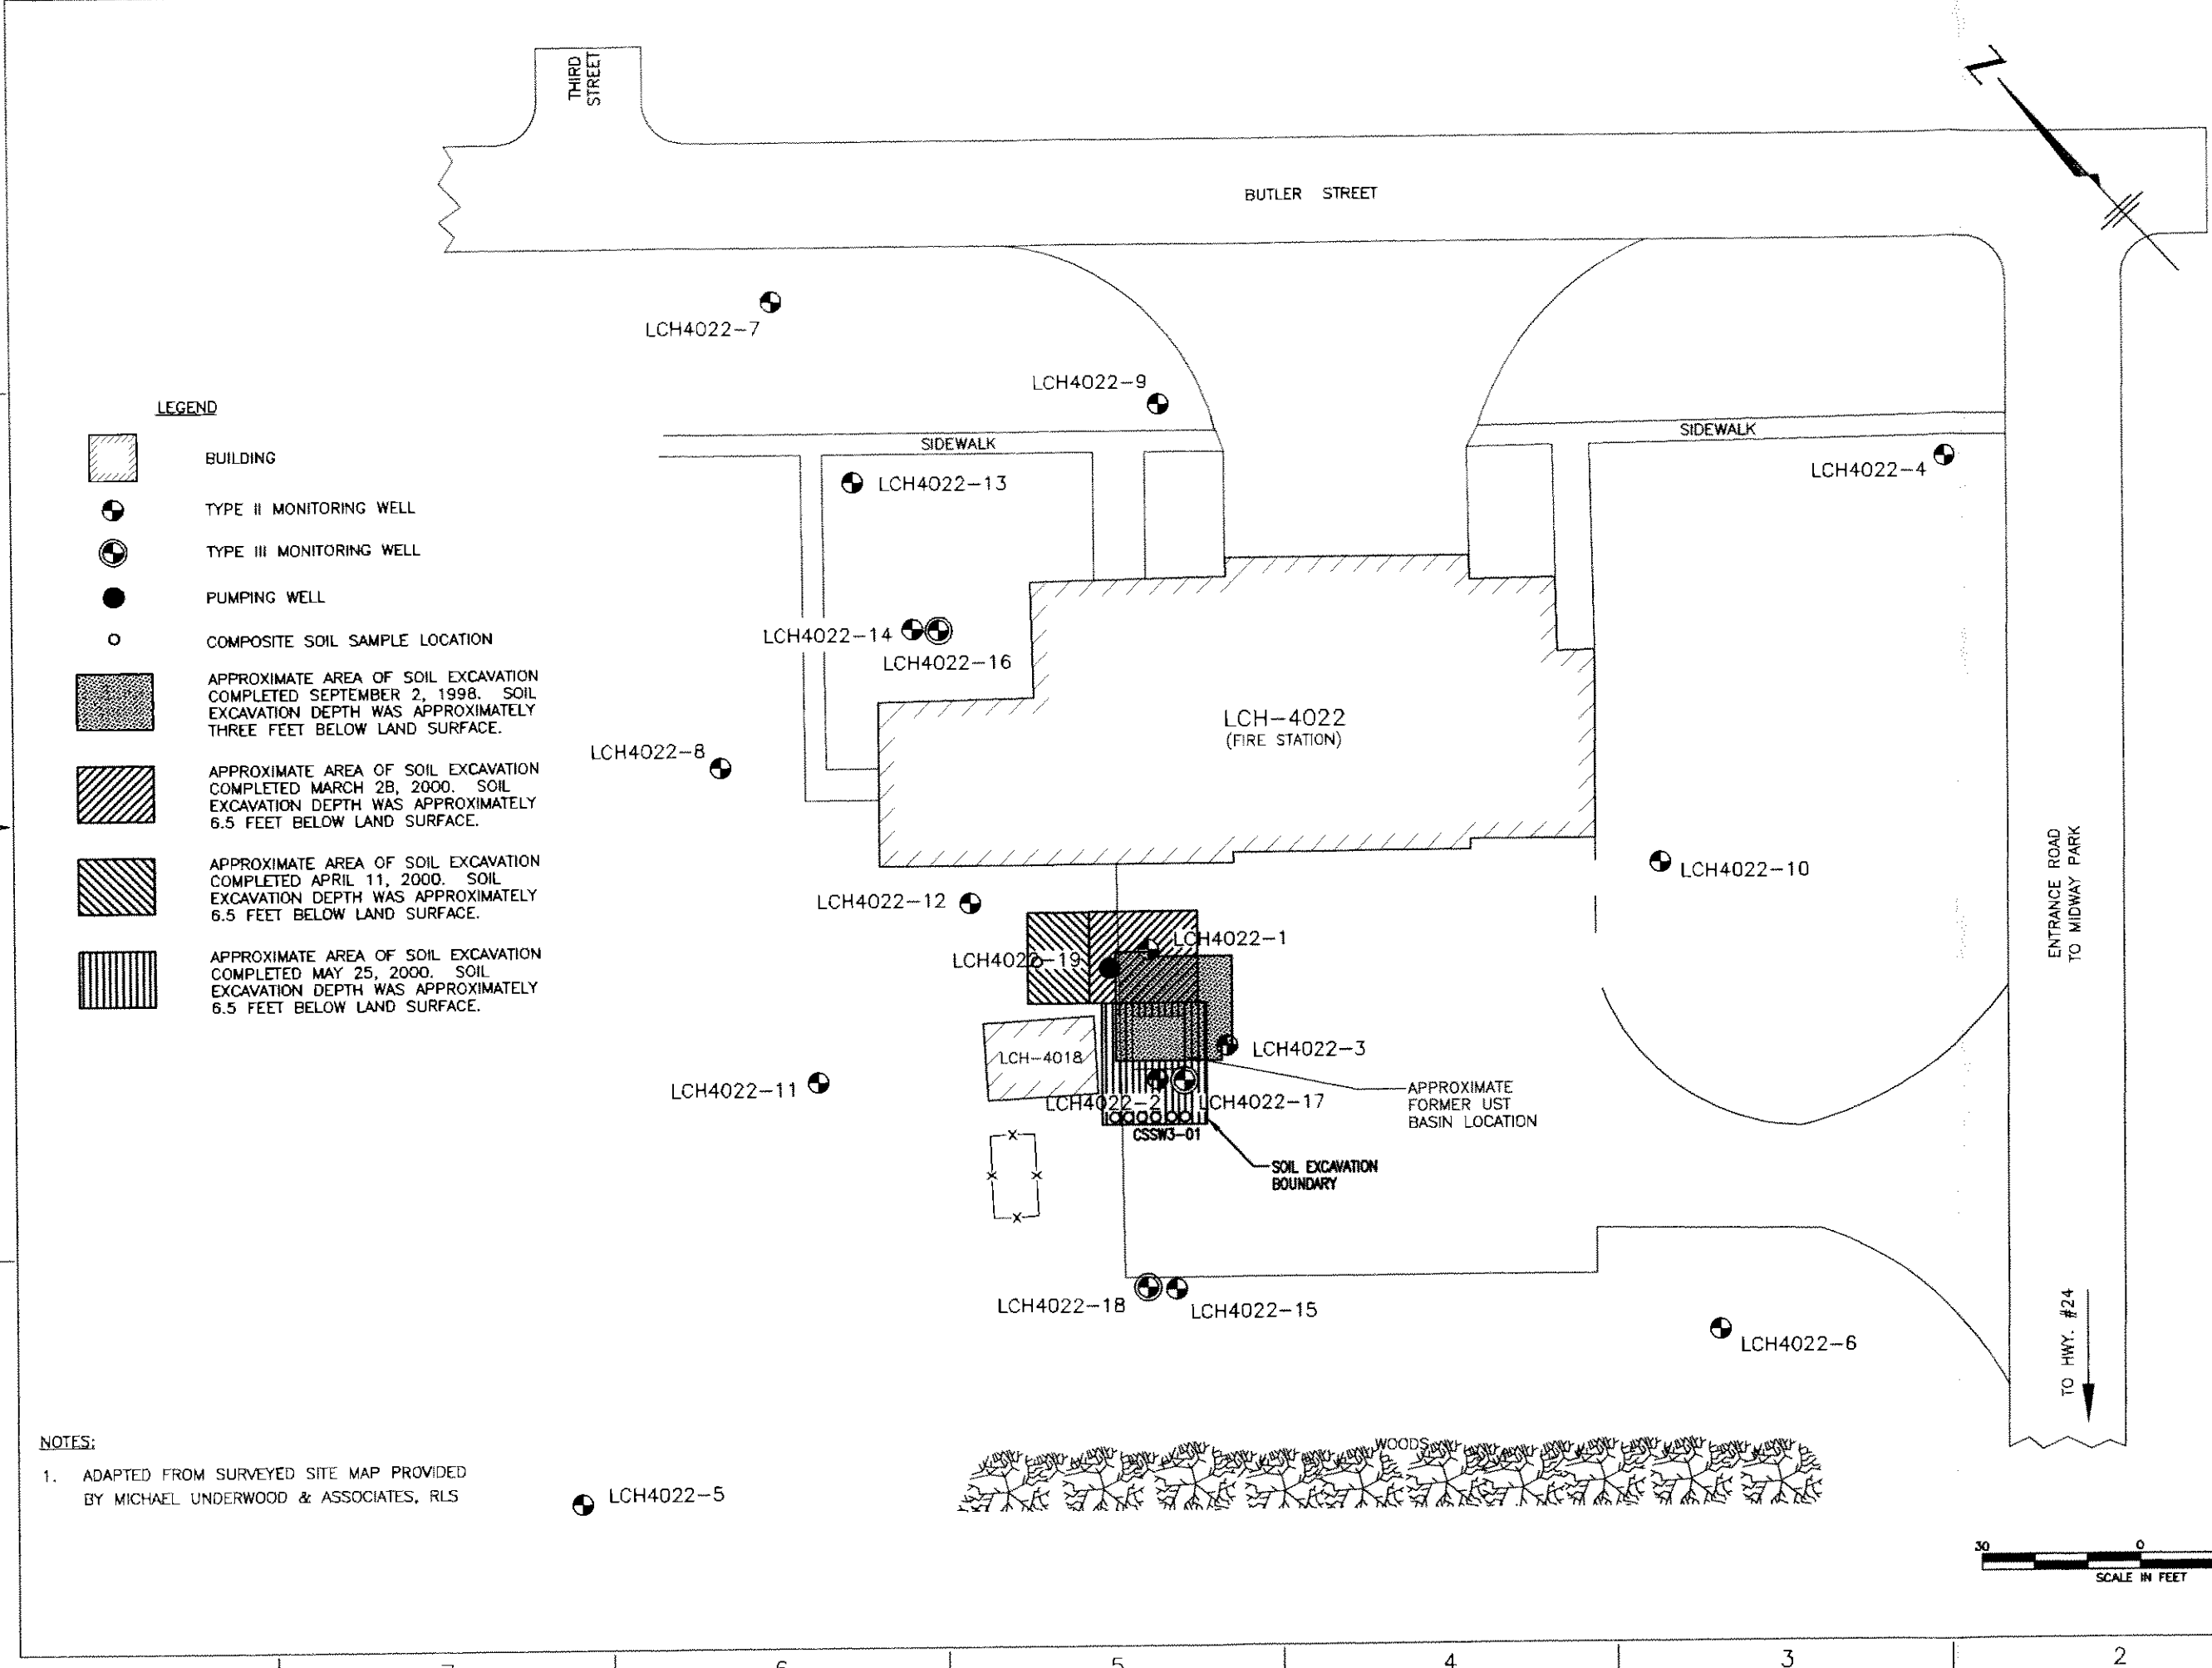 THIRD
STREET
N
BUTLER STREET
LCH4022-7
LCH4022-9
SIDEWALK
SIDEWALK
LCH4022-4
LCH4022-13
LEGEND
BUILDING
TYPE II MONITORING WELL
TYPE III MONITORING WELL
PUMPING WELL
COMPOSITE SOIL SAMPLE LOCATION
APPROXIMATE AREA OF SOIL EXCAVATION
COMPLETED SEPTEMBER 2, 1998. SOIL
EXCAVATION DEPTH WAS APPROXIMATELY
THREE FEET BELOW LAND SURFACE.
APPROXIMATE AREA OF SOIL EXCAVATION
COMPLETED MARCH 28, 2000. SOIL
EXCAVATION DEPTH WAS APPROXIMATELY
6.5 FEET BELOW LAND SURFACE.
APPROXIMATE AREA OF SOIL EXCAVATION
COMPLETED APRIL 11, 2000. SOIL
EXCAVATION DEPTH WAS APPROXIMATELY
6.5 FEET BELOW LAND SURFACE.
APPROXIMATE AREA OF SOIL EXCAVATION
COMPLETED MAY 25, 2000. SOIL
EXCAVATION DEPTH WAS APPROXIMATELY
6.5 FEET BELOW LAND SURFACE.
LCH4022-14
LCH4022-16
LCH-4022
(FIRE STATION)
LCH4022-8
LCH4022-10
ENTRANCE ROAD
TO MIDWAY PARK
LCH4022-12
LCH4022-1
LCH4022-19
LCH4022-3
LCH-4018
LCH4022-11
LCH4022-2
LCH4022-17
APPROXIMATE
FORMER UST
BASIN LOCATION
CSSW3-01
SOIL EXCAVATION
BOUNDARY
LCH4022-18
LCH4022-15
LCH4022-6
TO HWY. #24
WOODS
NOTES:
1. ADAPTED FROM SURVEYED SITE MAP PROVIDED
BY MICHAEL UNDERWOOD & ASSOCIATES, RLS
LCH4022-5
30 0
SCALE IN FEET
6 5 4 3 2